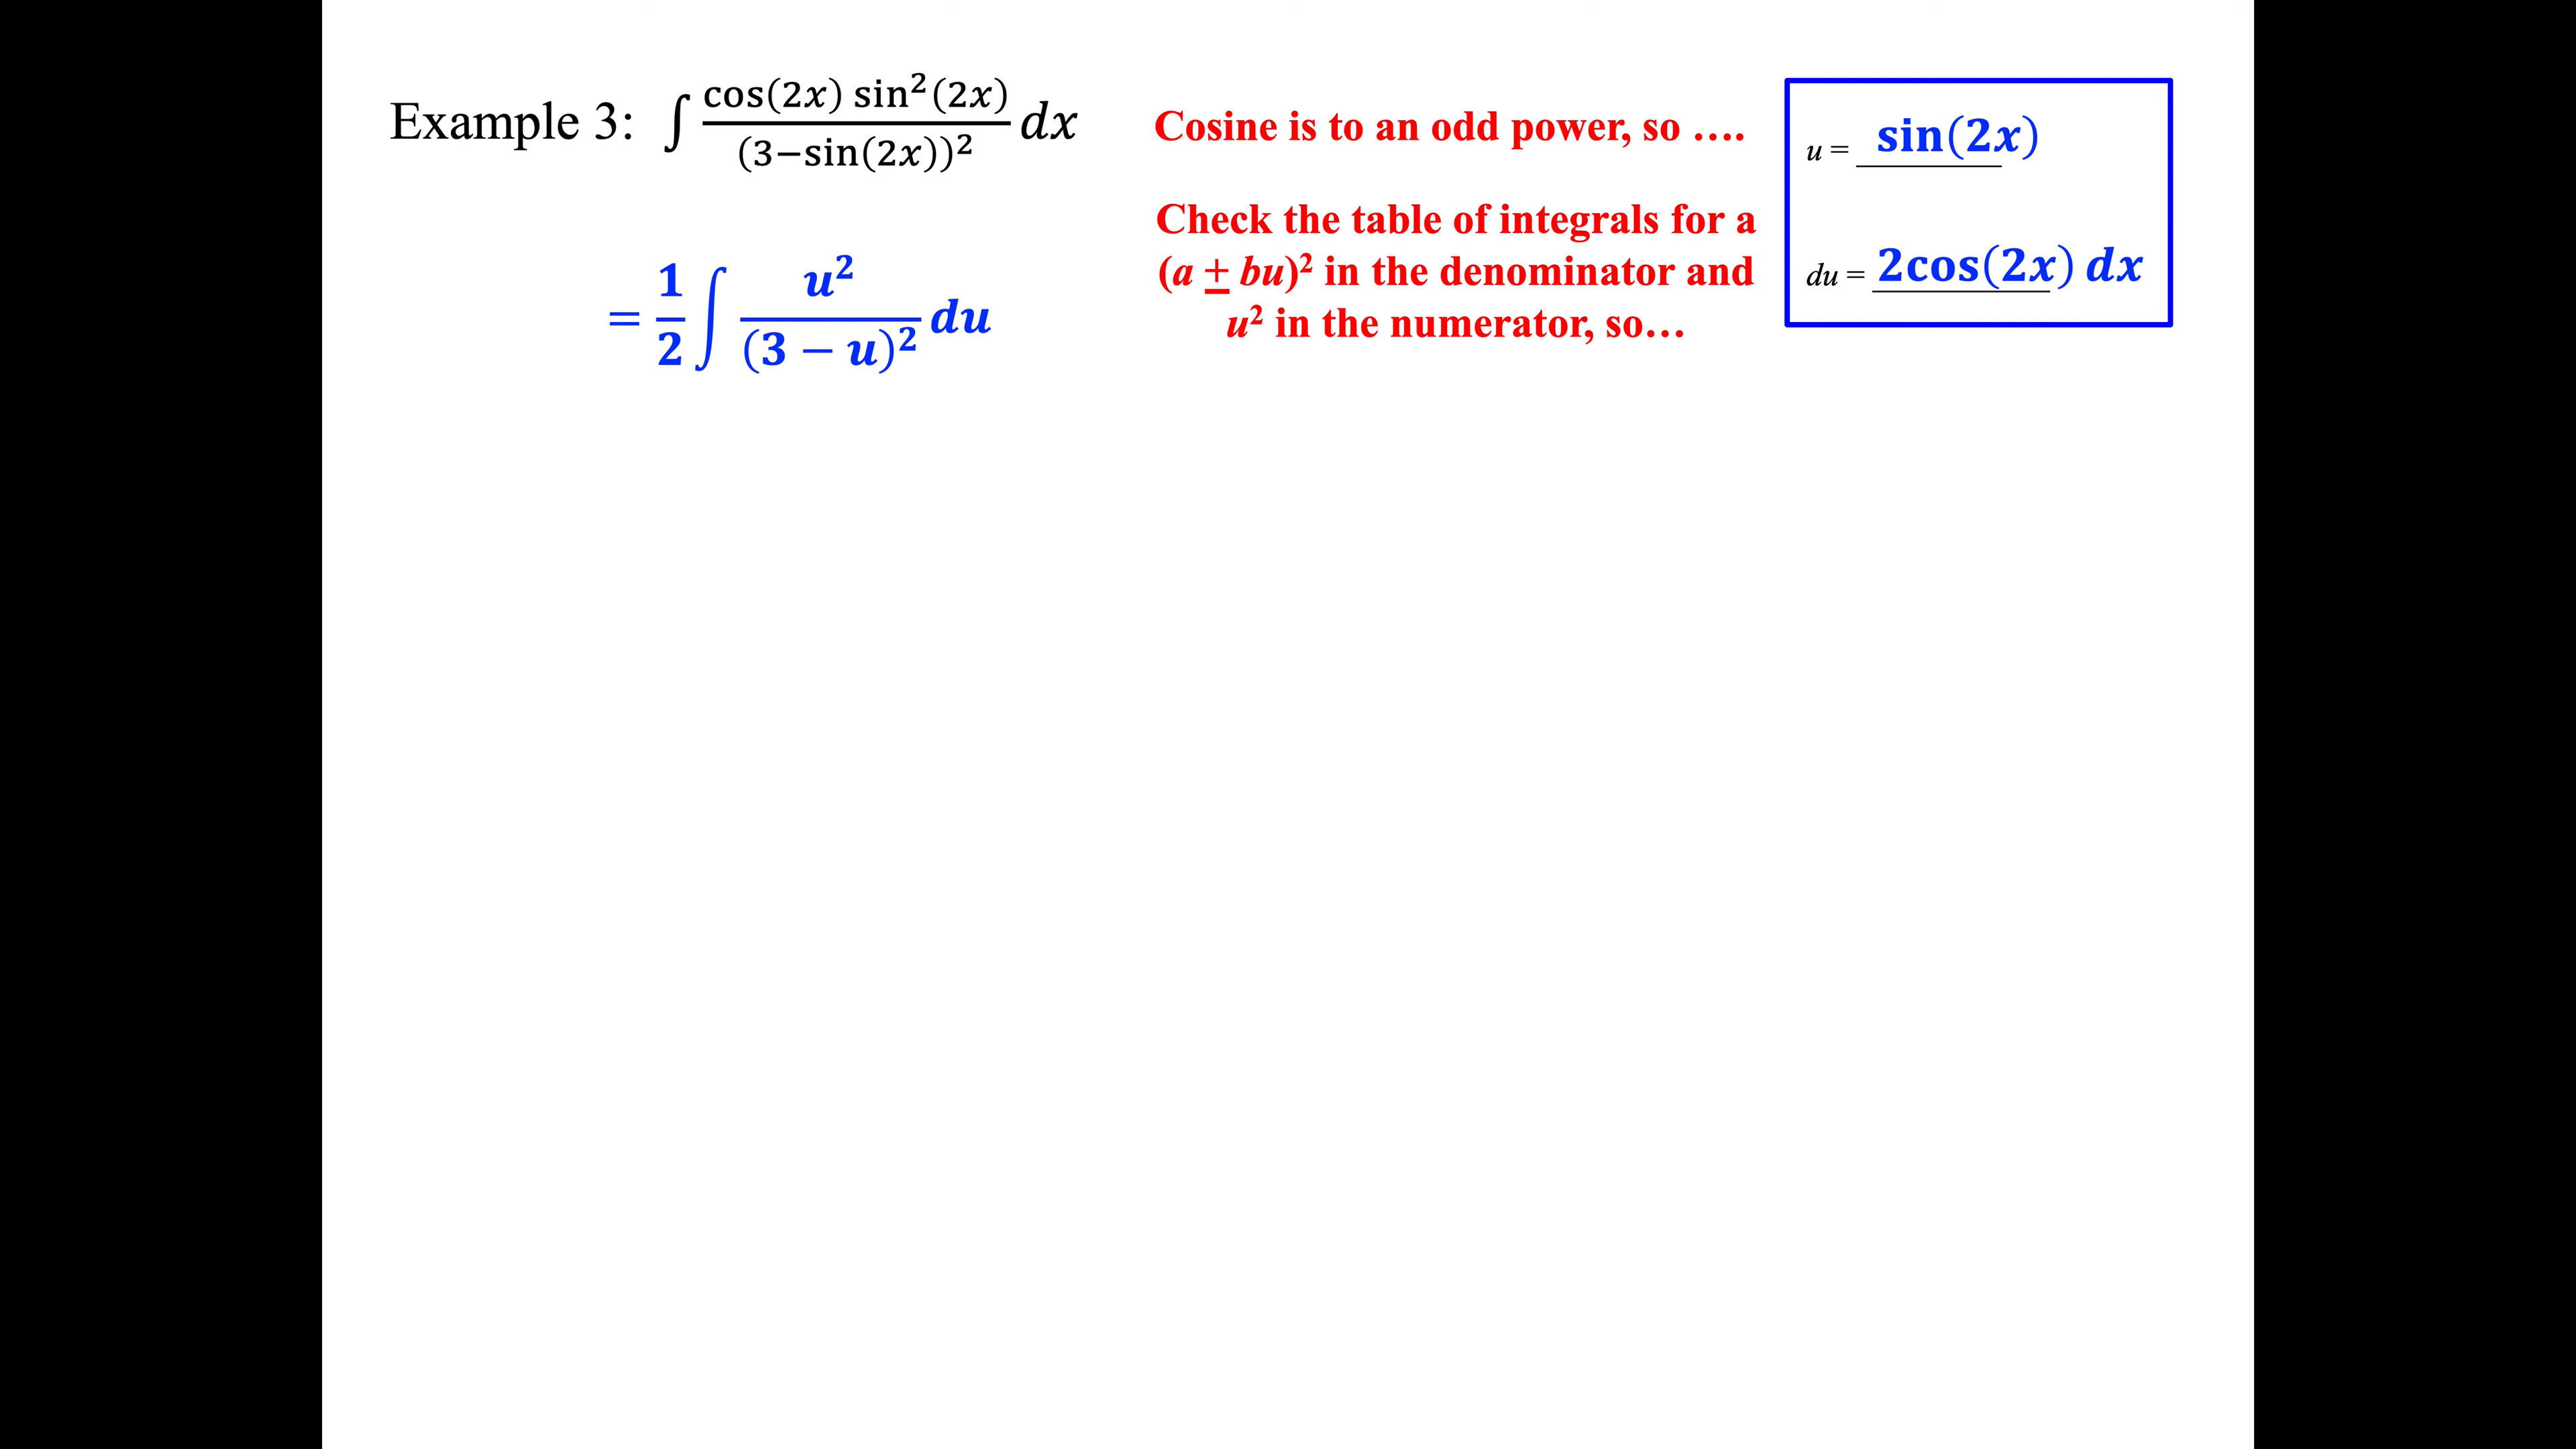 Example 3: ∫ cos(2x) sin²(2x) / (3−sin(2x))² dx
Cosine is to an odd power, so ….
u = sin(2x)
Check the table of integrals for a
(a ± bu)² in the denominator and
u² in the numerator, so…
du = 2cos(2x) dx
= 1/2 ∫ u² / (3 − u)² du